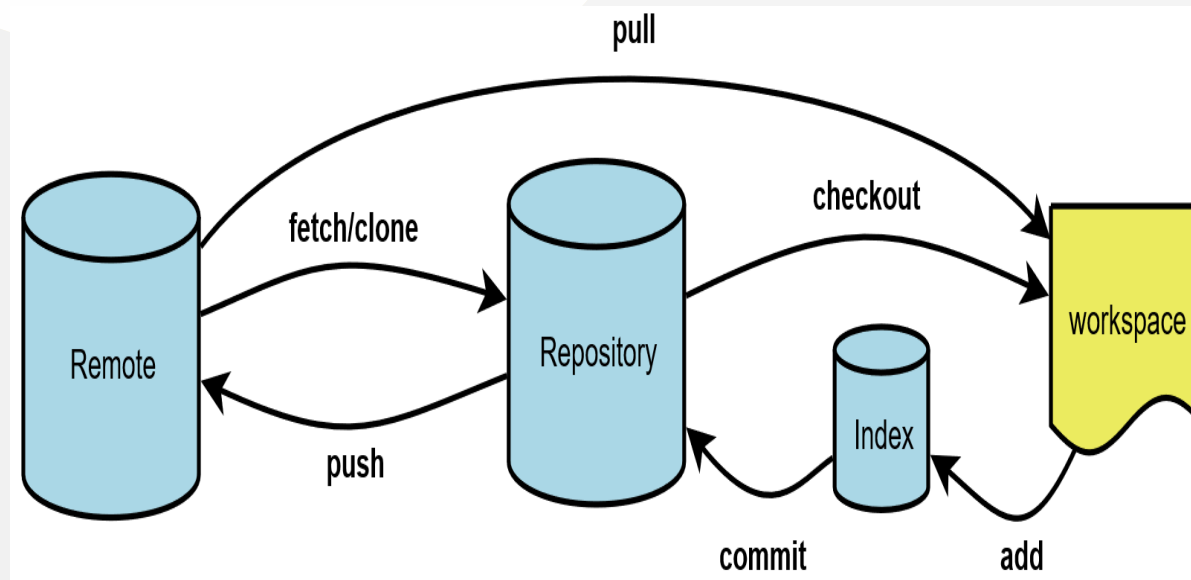 pull
checkout
fetch/clone
workspace
Repository
Remote
Index
push
commit
add